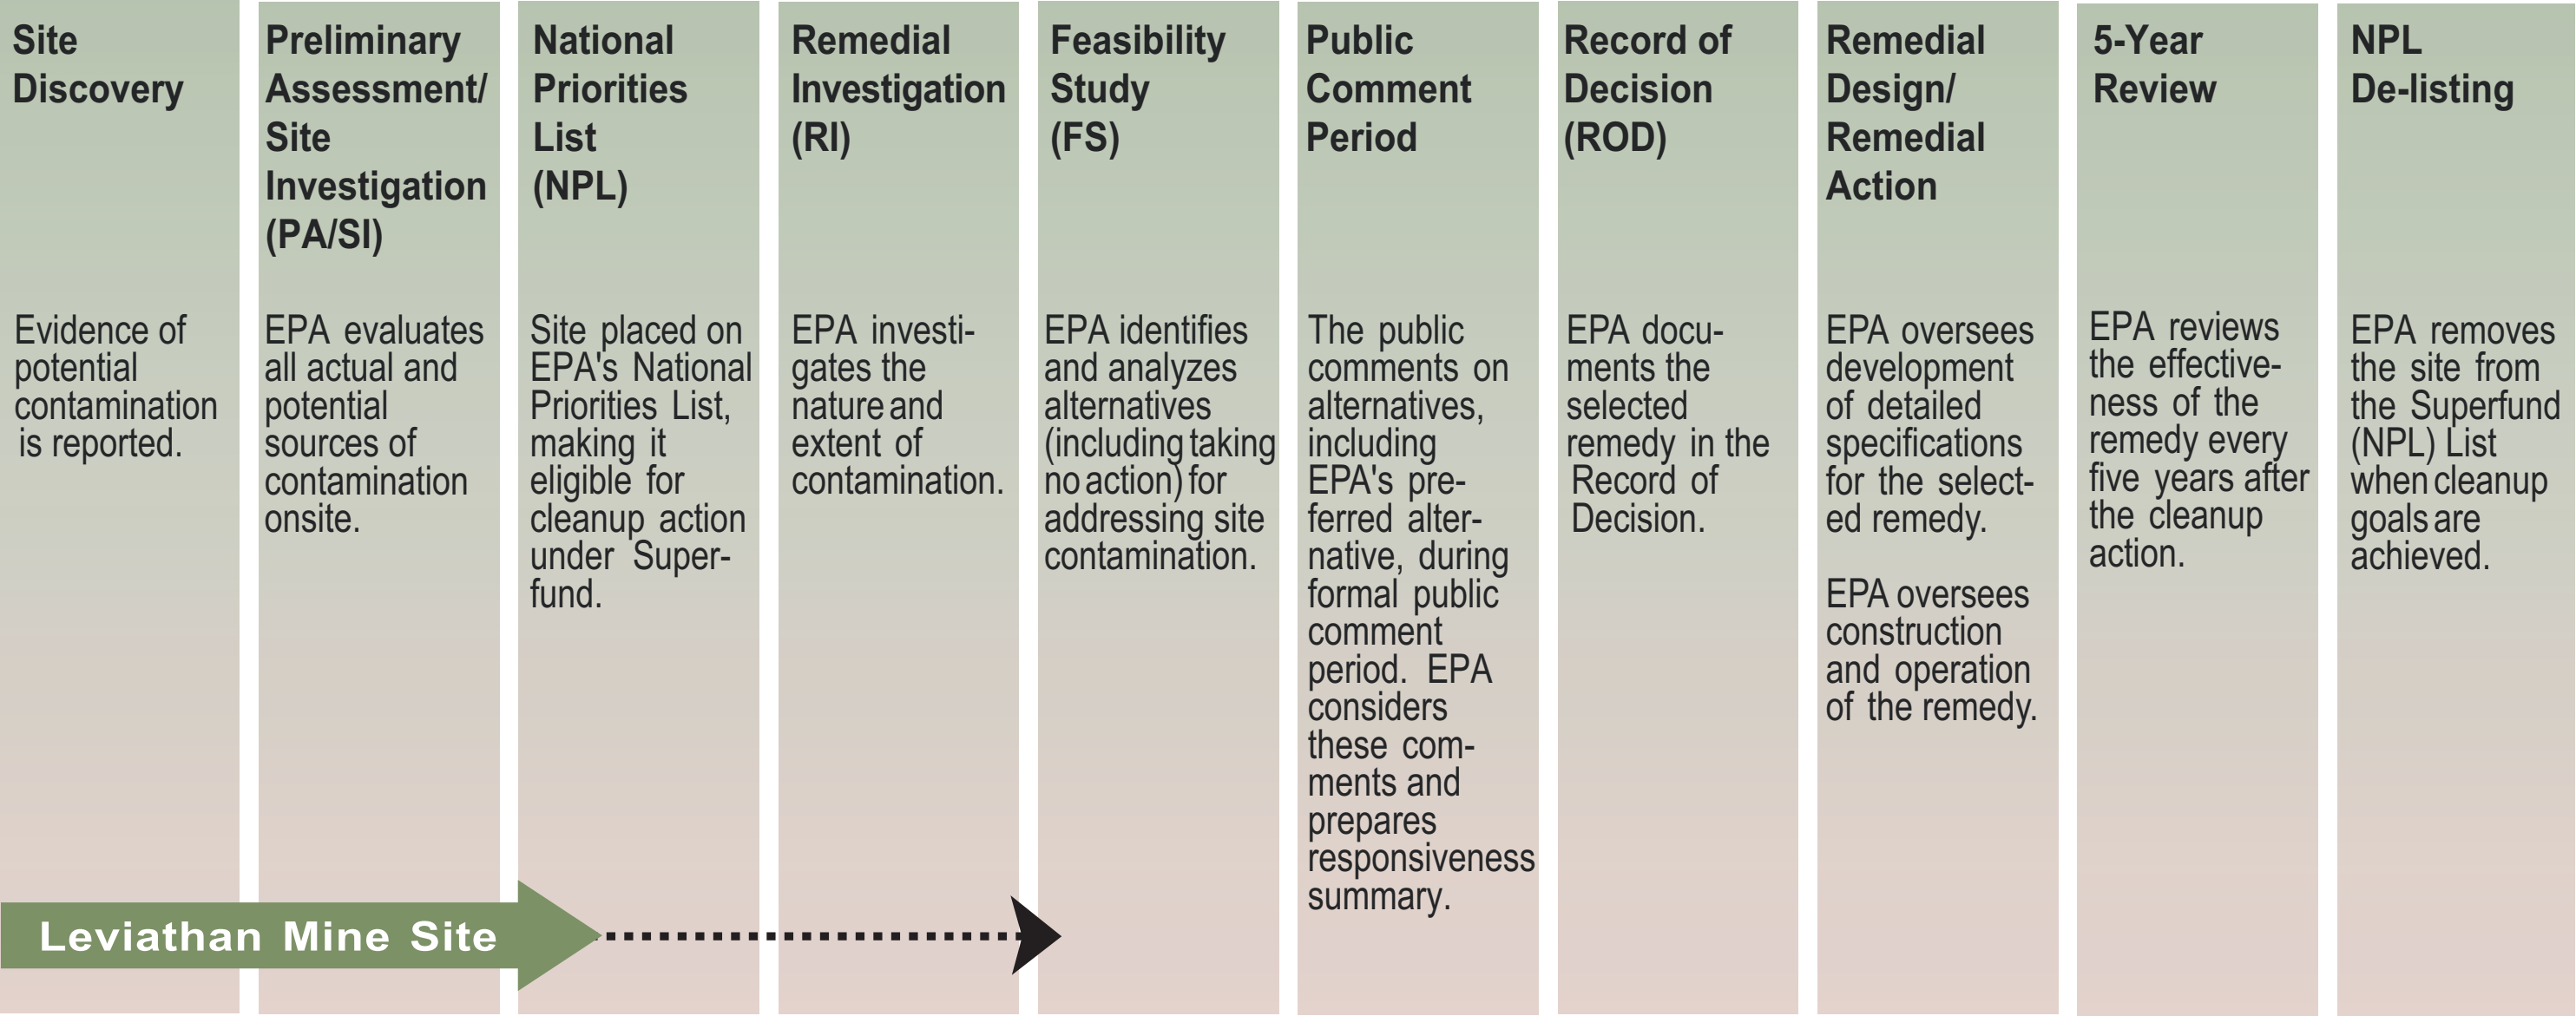 Site
Discovery
Evidence of
potential
contamination
is reported.
Preliminary
Assessment/
Site
Investigation
(PA/SI)
EPA evaluates
all actual and
potential
sources of
contamination
onsite.
National
Priorities
List
(NPL)
Site placed on
EPA's National
Priorities List,
making it
eligible for
cleanup action
under Super-
fund.
Remedial
Investigation
(RI)
EPA investi-
gates the
nature and
extent of
contamination.
Feasibility
Study
(FS)
EPA identifies
and analyzes
alternatives
(including taking
no action) for
addressing site
contamination.
Public
Comment
Period
The public
comments on
alternatives,
including
EPA's pre-
ferred alter-
native, during
formal public
comment
period. EPA
considers
these com-
ments and
prepares
responsiveness
summary.
Record of
Decision
(ROD)
EPA docu-
ments the
selected
remedy in the
Record of
Decision.
Remedial
Design/
Remedial
Action
EPA oversees
development
of detailed
specifications
for the select-
ed remedy.
EPA oversees
construction
and operation
of the remedy.
5-Year
Review
EPA reviews
the effective-
ness of the
remedy every
five years after
the cleanup
action.
NPL
De-listing
EPA removes
the site from
the Superfund
(NPL) List
when cleanup
goals are
achieved.
Leviathan Mine Site